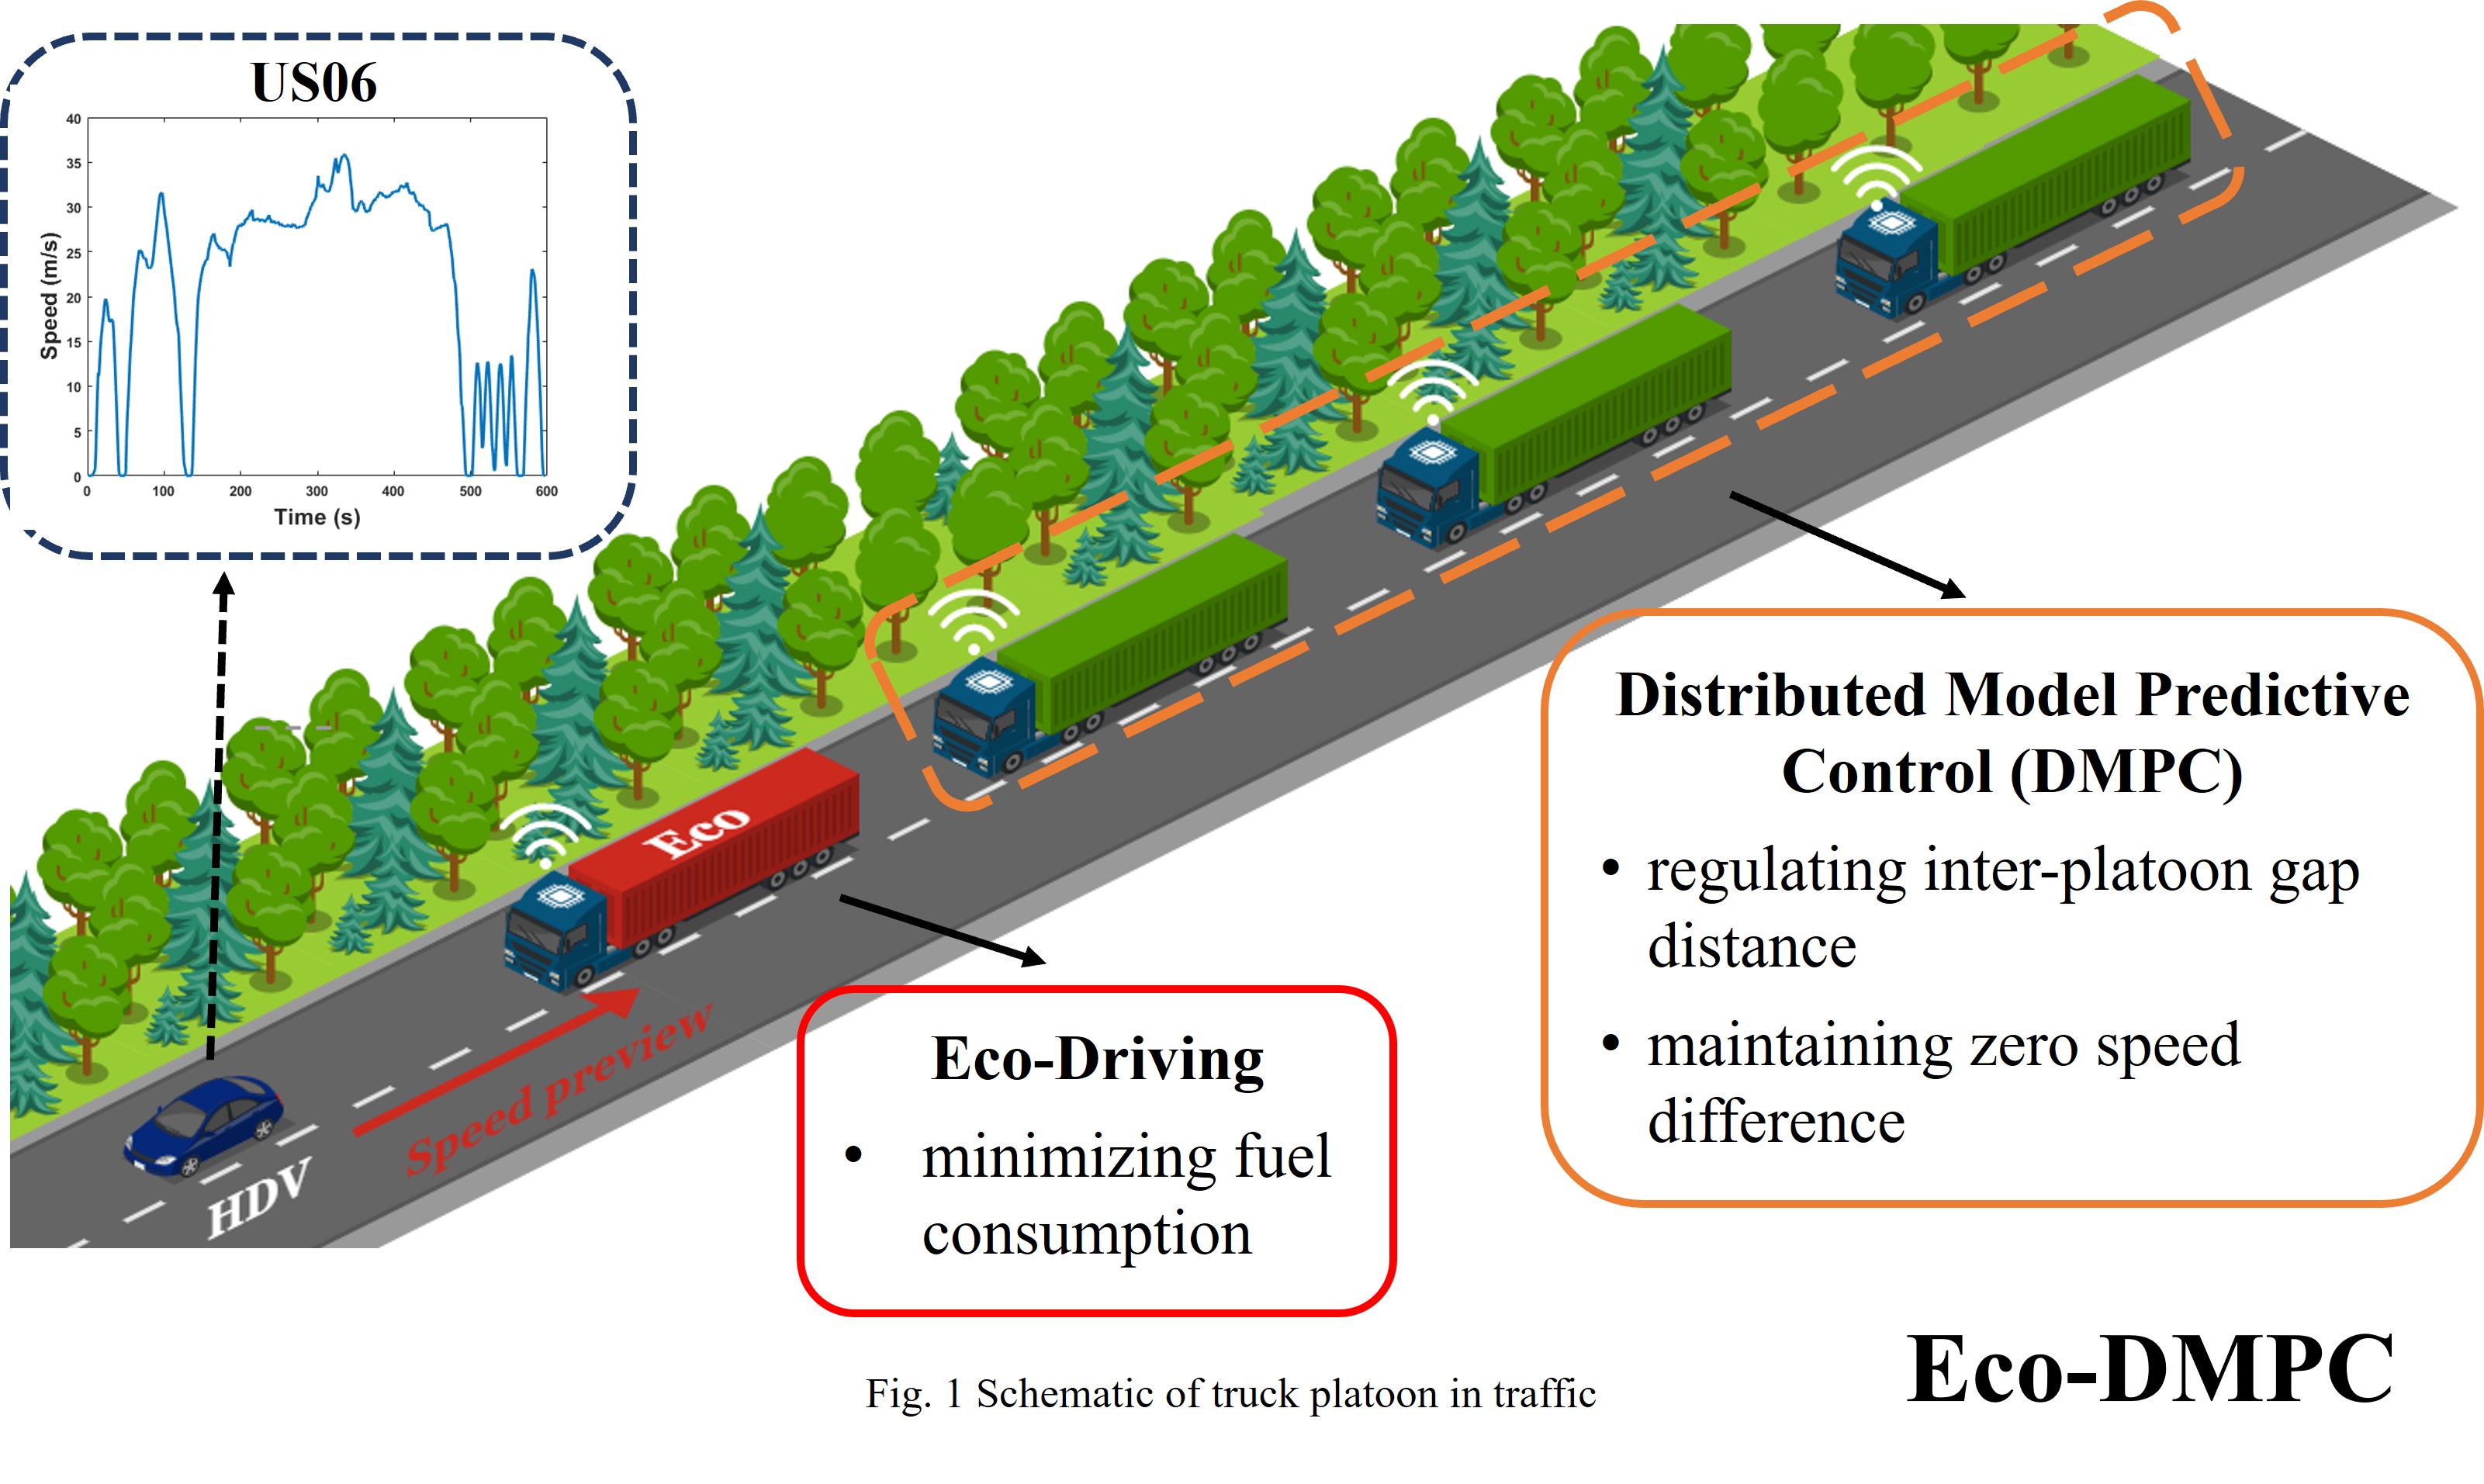 US06
40
35
30
25
20
15
10
5
0
Speed (m/s)
0 100 200 300 400 500 600
Time (s)
Eco
HDV
Speed preview
Distributed Model Predictive
Control (DMPC)
• regulating inter-platoon gap
distance
• maintaining zero speed
difference
Eco-Driving
• minimizing fuel
consumption
Eco-DMPC
Fig. 1 Schematic of truck platoon in traffic